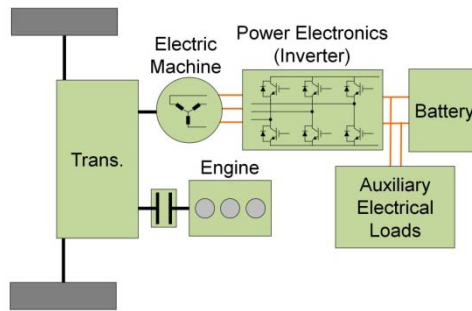 Electric
Machine
Power Electronics
(Inverter)
Battery
Trans.
Engine
Auxiliary
Electrical
Loads